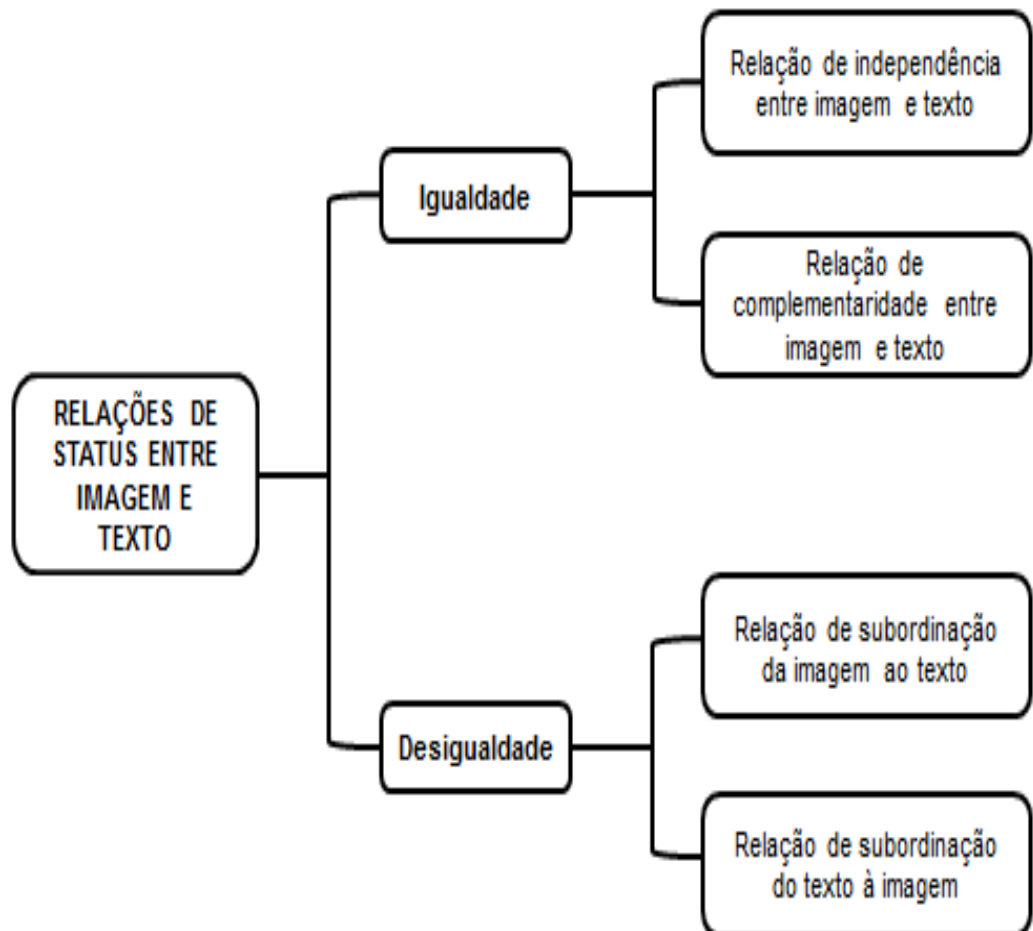 RELAÇÕES DE
STATUS ENTRE
IMAGEM E
TEXTO
Igualdade
Relação de independência
entre imagem e texto
Relação de
complementaridade entre
imagem e texto
Desigualdade
Relação de subordinação
da imagem ao texto
Relação de subordinação
do texto à imagem